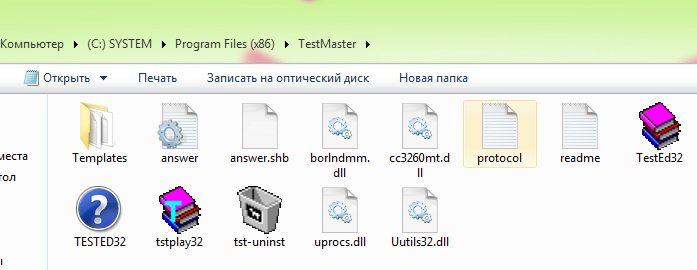 Компьютер ▸ (C:) SYSTEM ▸ Program Files (x86) ▸ TestMaster ▸
Открыть Печать Записать на оптический диск Новая папка
Templates answer answer.shb borlndmm.dll cc3260mt.dll protocol readme TestEd32
места
тол
TESTED32 tstplay32 tst-uninst uprocs.dll Uutils32.dll